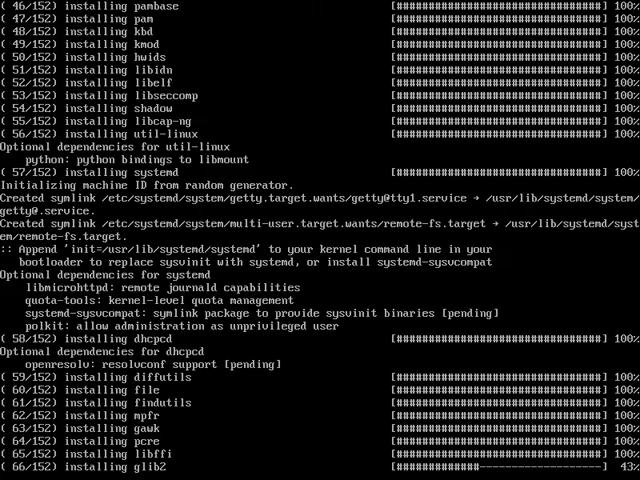 ( 46/152) installing pambase [######################] 100%
( 47/152) installing pam [######################] 100%
( 48/152) installing kbd [######################] 100%
( 49/152) installing kmod [######################] 100%
( 50/152) installing hwids [######################] 100%
( 51/152) installing libidn [######################] 100%
( 52/152) installing libelf [######################] 100%
( 53/152) installing libseccomp [######################] 100%
( 54/152) installing shadow [######################] 100%
( 55/152) installing libcap-ng [######################] 100%
( 56/152) installing util-linux [######################] 100%
Optional dependencies for util-linux
python: python bindings to libmount
( 57/152) installing systemd [######################] 100%
Initializing machine ID from random generator.
Created symlink /etc/systemd/system/getty.target.wants/getty@tty1.service → /usr/lib/systemd/system/
getty@.service.
Created symlink /etc/systemd/system/multi-user.target.wants/remote-fs.target → /usr/lib/systemd/syst
em/remote-fs.target.
:: Append 'init=/usr/lib/systemd/systemd' to your kernel command line in your
bootloader to replace sysvinit with systemd, or install systemd-sysvcompat
Optional dependencies for systemd
libmicrohttpd: remote journald capabilities
quota-tools: kernel-level quota management
systemd-sysvcompat: symlink package to provide sysvinit binaries [pending]
polkit: allow administration as unprivileged user
( 58/152) installing dhcpcd [######################] 100%
Optional dependencies for dhcpcd
openresolv: resolvconf support [pending]
( 59/152) installing diffutils [######################] 100%
( 60/152) installing file [######################] 100%
( 61/152) installing findutils [######################] 100%
( 62/152) installing mpfr [######################] 100%
( 63/152) installing gawk [######################] 100%
( 64/152) installing pcre [######################] 100%
( 65/152) installing libffi [######################] 100%
( 66/152) installing glib2 [#############-------------------] 43%